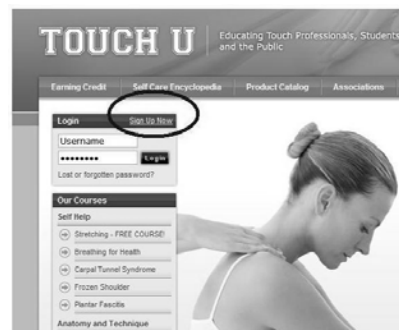 TOUCH U
Educating Touch Professionals, Students
and the Public
Earning Credit
Self Care Encyclopedia
Product Catalog
Associations
Login
Sign Up Now
Username
••••••••
Login
Lost or forgotten password?
Our Courses
Self Help
Stretching - FREE COURSE!
Breathing for Health
Carpal Tunnel Syndrome
Frozen Shoulder
Plantar Fasciitis
Anatomy and Technique